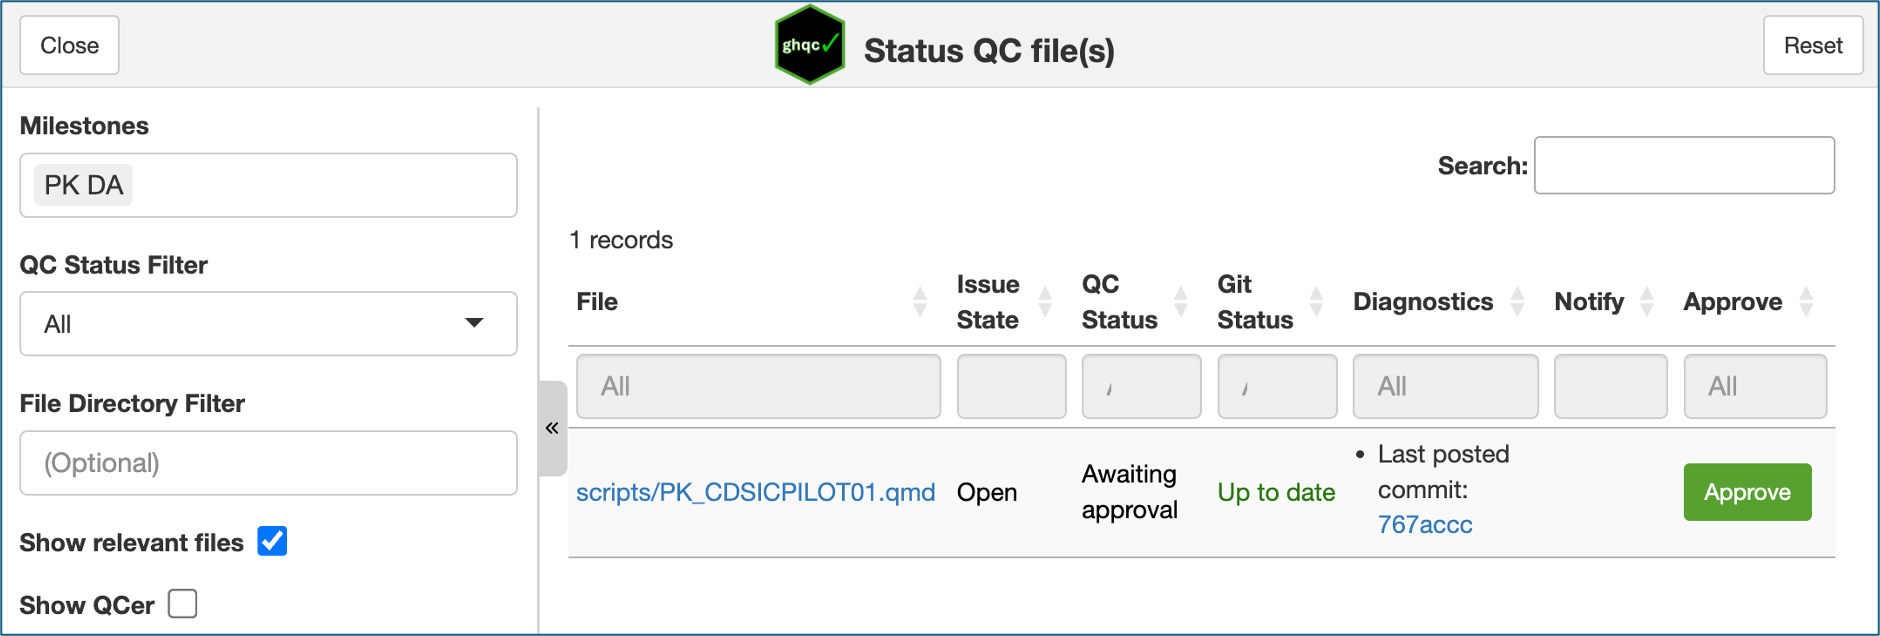 Close
ghqc✓
Status QC file(s)
Reset
Milestones
PK DA
QC Status Filter
All
File Directory Filter
(Optional)
Show relevant files
Show QCer
«
Search:
1 records
File
Issue
State
QC
Status
Git
Status
Diagnostics
Notify
Approve
All
All
All
scripts/PK_CDSICPILOT01.qmd
Open
Awaiting
approval
Up to date
• Last posted
commit:
767accc
Approve